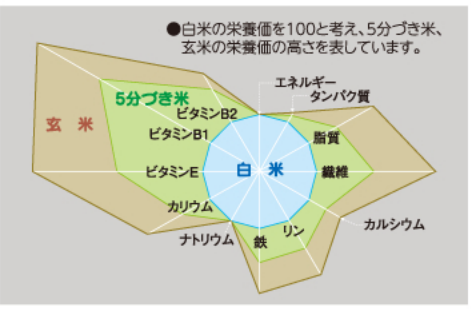 ●白米の栄養価を100と考え、5分づき米、
玄米の栄養価の高さを表しています。
エネルギー
タンパク質
5分づき米
ビタミンB2
玄 米
ビタミンB1
脂質
ビタミンE
白 米
繊維
カリウム
カルシウム
ナトリウム
鉄
リン